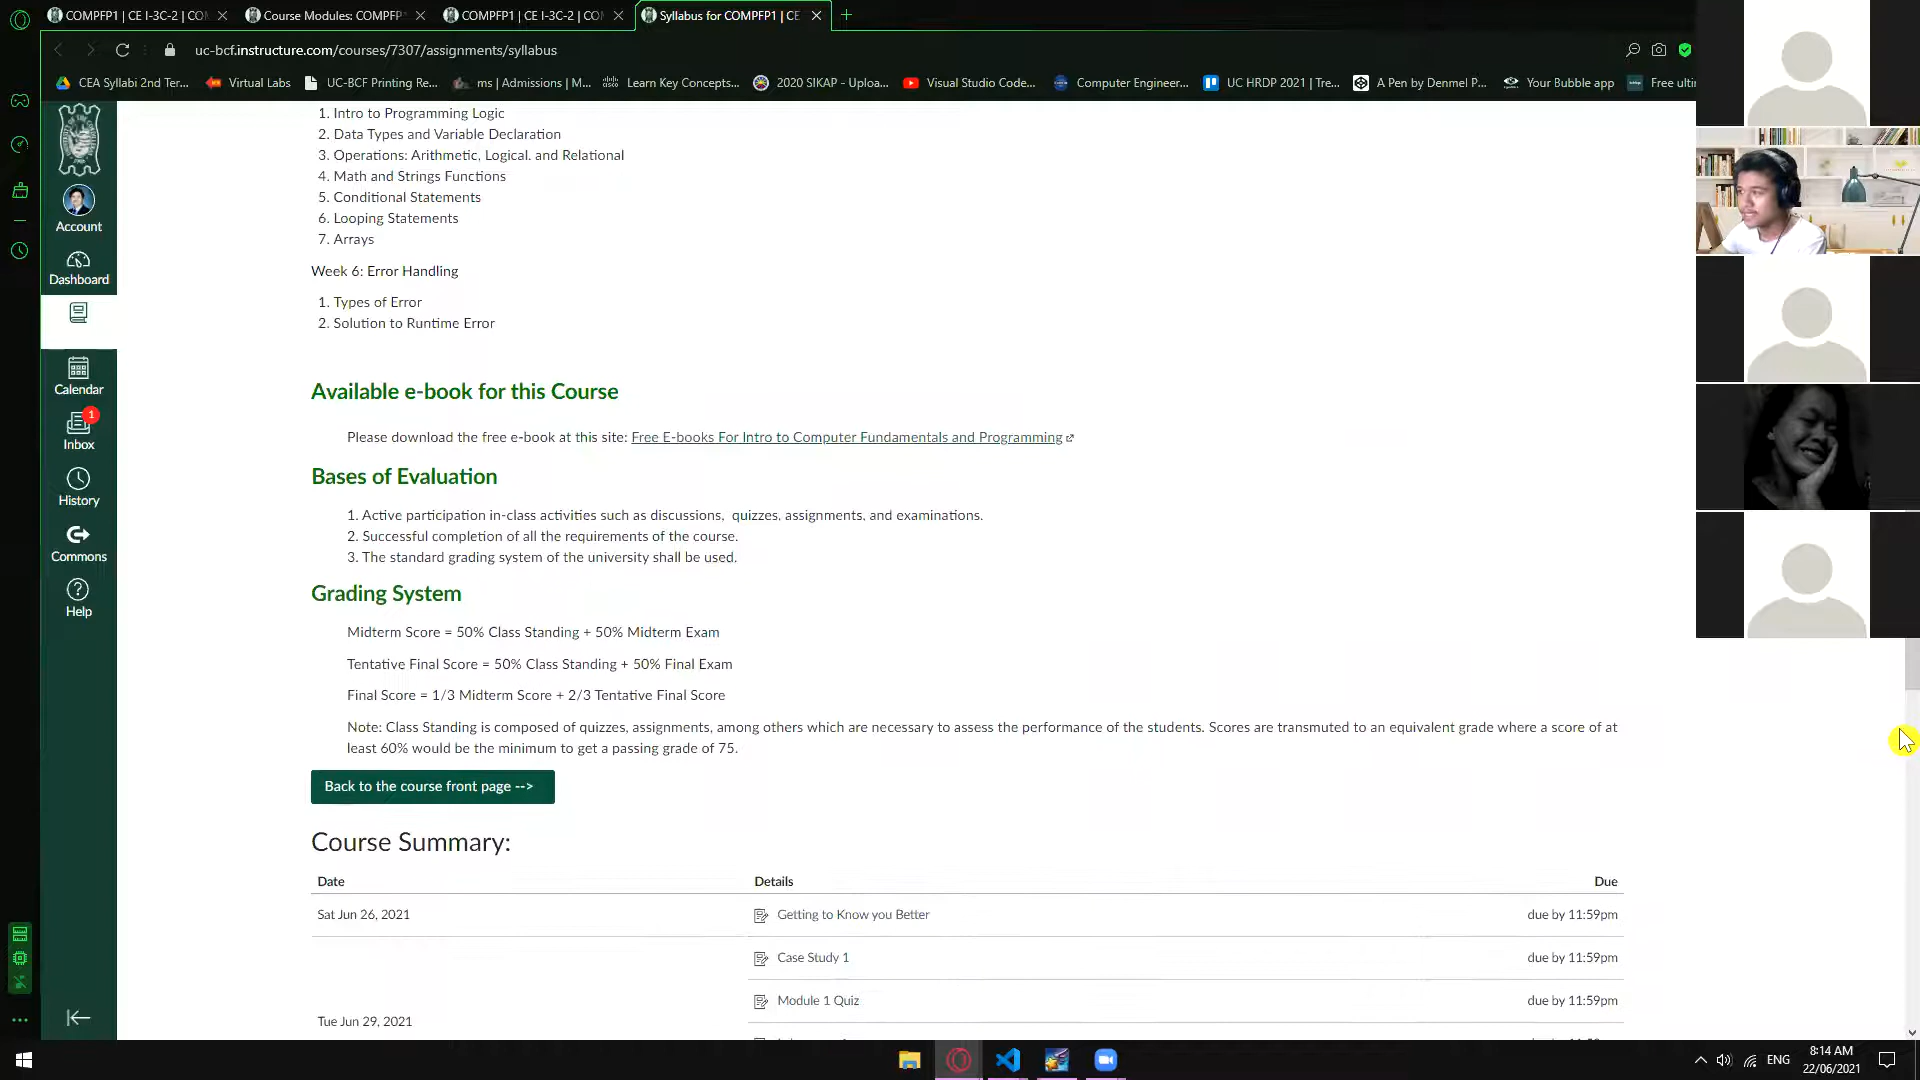 COMPFP1 | CE I-3C-2 | CO
Course Modules: COMPFP
COMPFP1 | CE I-3C-2 | CO
Syllabus for COMPFP1 | CE
uc-bcf.instructure.com/courses/7307/assignments/syllabus
CEA Syllabi 2nd Ter...
Virtual Labs
UC-BCF Printing Re...
ms | Admissions | M...
Learn Key Concepts...
2020 SIKAP - Uploa...
Visual Studio Code...
Computer Engineer...
UC HRDP 2021 | Tre...
A Pen by Denmel P...
Your Bubble app
Free ulti
1. Intro to Programming Logic
2. Data Types and Variable Declaration
3. Operations: Arithmetic, Logical. and Relational
4. Math and Strings Functions
5. Conditional Statements
6. Looping Statements
7. Arrays
Week 6: Error Handling
1. Types of Error
2. Solution to Runtime Error
Account
Dashboard
Calendar
1
Inbox
History
Commons
Help
Available e-book for this Course
Please download the free e-book at this site: Free E-books For Intro to Computer Fundamentals and Programming
Bases of Evaluation
1. Active participation in-class activities such as discussions, quizzes, assignments, and examinations.
2. Successful completion of all the requirements of the course.
3. The standard grading system of the university shall be used.
Grading System
Midterm Score = 50% Class Standing + 50% Midterm Exam
Tentative Final Score = 50% Class Standing + 50% Final Exam
Final Score = 1/3 Midterm Score + 2/3 Tentative Final Score
Note: Class Standing is composed of quizzes, assignments, among others which are necessary to assess the performance of the students. Scores are transmuted to an equivalent grade where a score of at
least 60% would be the minimum to get a passing grade of 75.
Back to the course front page -->
Course Summary:
Date Details Due
Sat Jun 26, 2021 Getting to Know you Better due by 11:59pm
Case Study 1 due by 11:59pm
Module 1 Quiz due by 11:59pm
Tue Jun 29, 2021
ENG
8:14 AM
22/06/2021